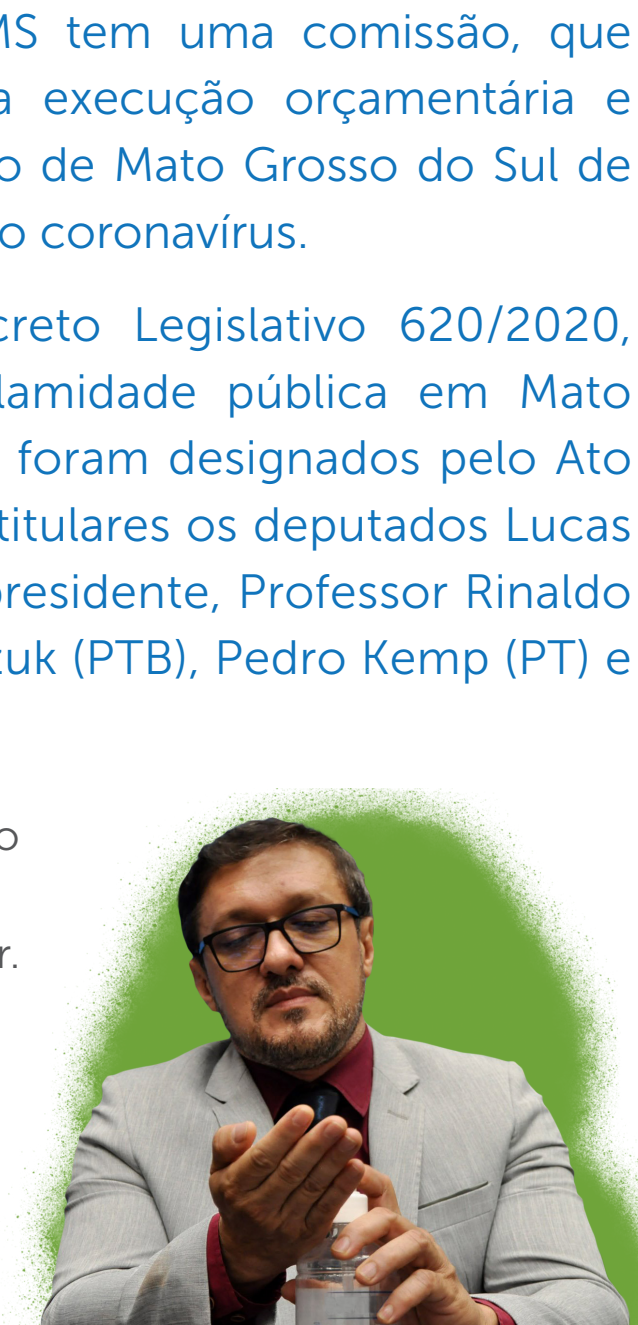 MS tem uma comissão, que
a execução orçamentária e
o de Mato Grosso do Sul de
o coronavírus.
creto Legislativo 620/2020,
lamidade pública em Mato
foram designados pelo Ato
titulares os deputados Lucas
presidente, Professor Rinaldo
zuk (PTB), Pedro Kemp (PT) e
o
r.